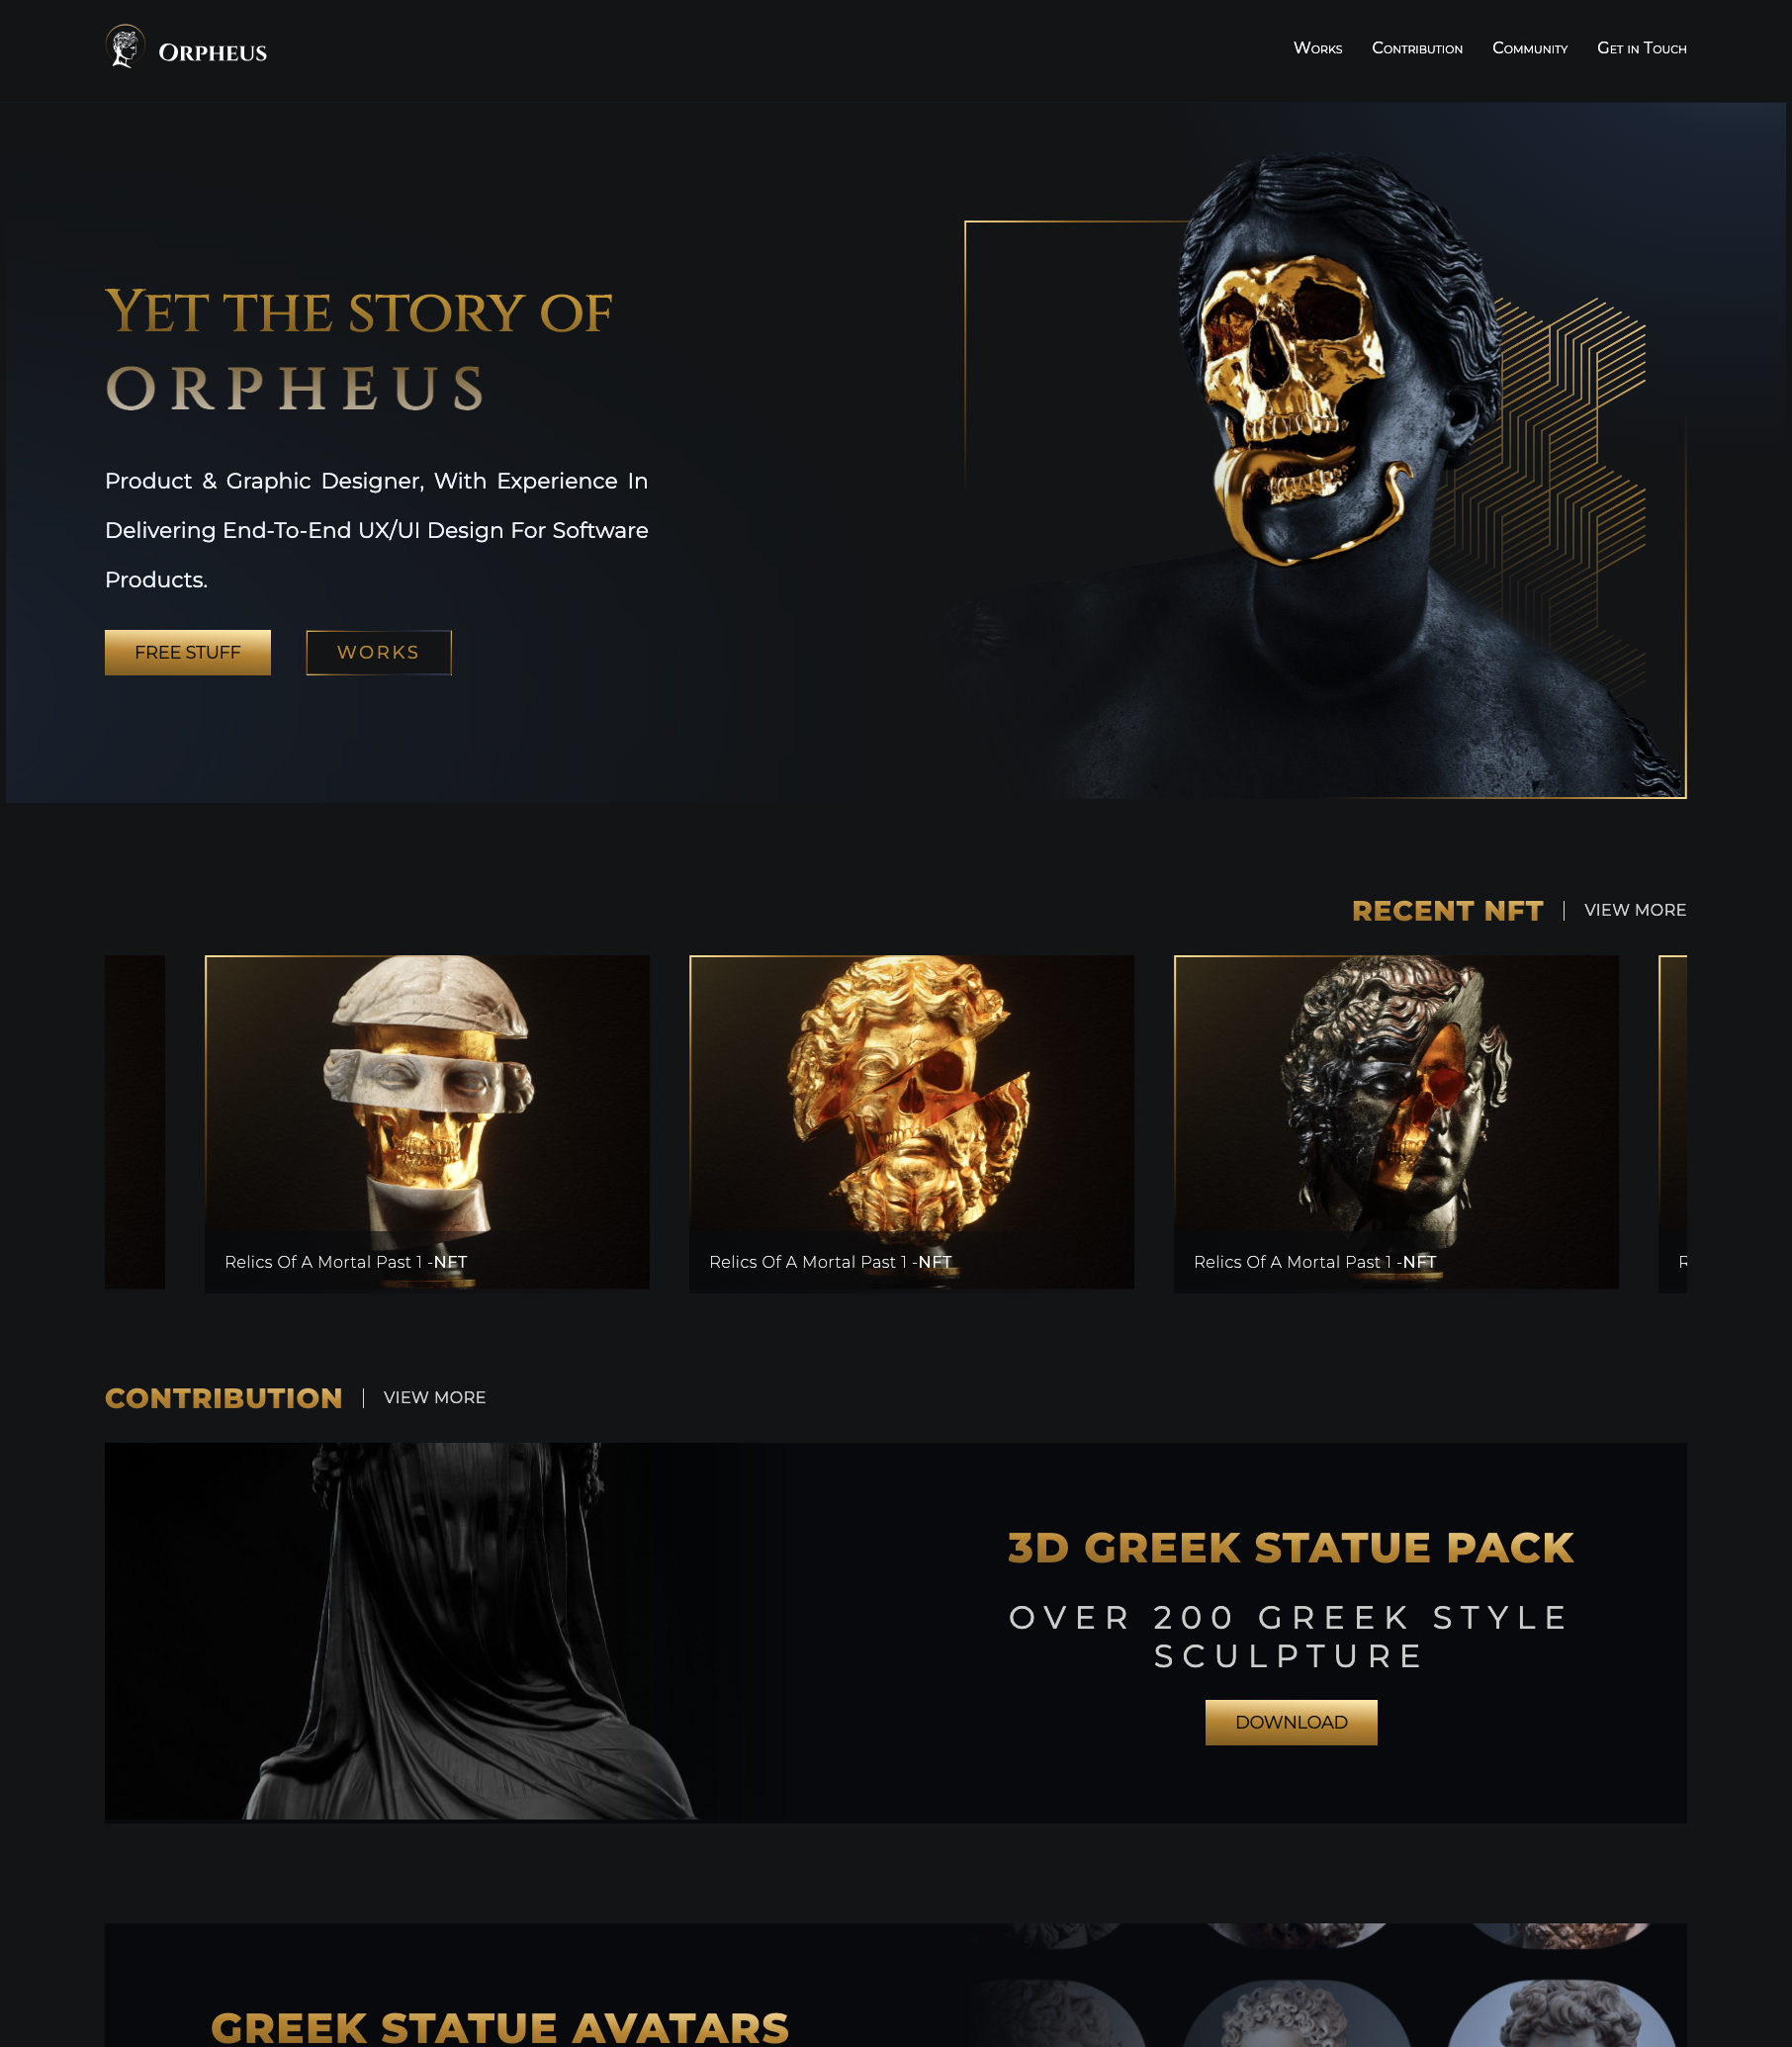 Orpheus
Works Contribution Community Get in Touch
Yet the story of
ORPHEUS
Product & Graphic Designer, With Experience In
Delivering End-To-End UX/UI Design For Software
Products.
FREE STUFF WORKS
RECENT NFT | VIEW MORE
Relics Of A Mortal Past 1 -NFT
Relics Of A Mortal Past 1 -NFT
Relics Of A Mortal Past 1 -NFT
CONTRIBUTION | VIEW MORE
3D GREEK STATUE PACK
OVER 200 GREEK STYLE
SCULPTURE
DOWNLOAD
GREEK STATUE AVATARS